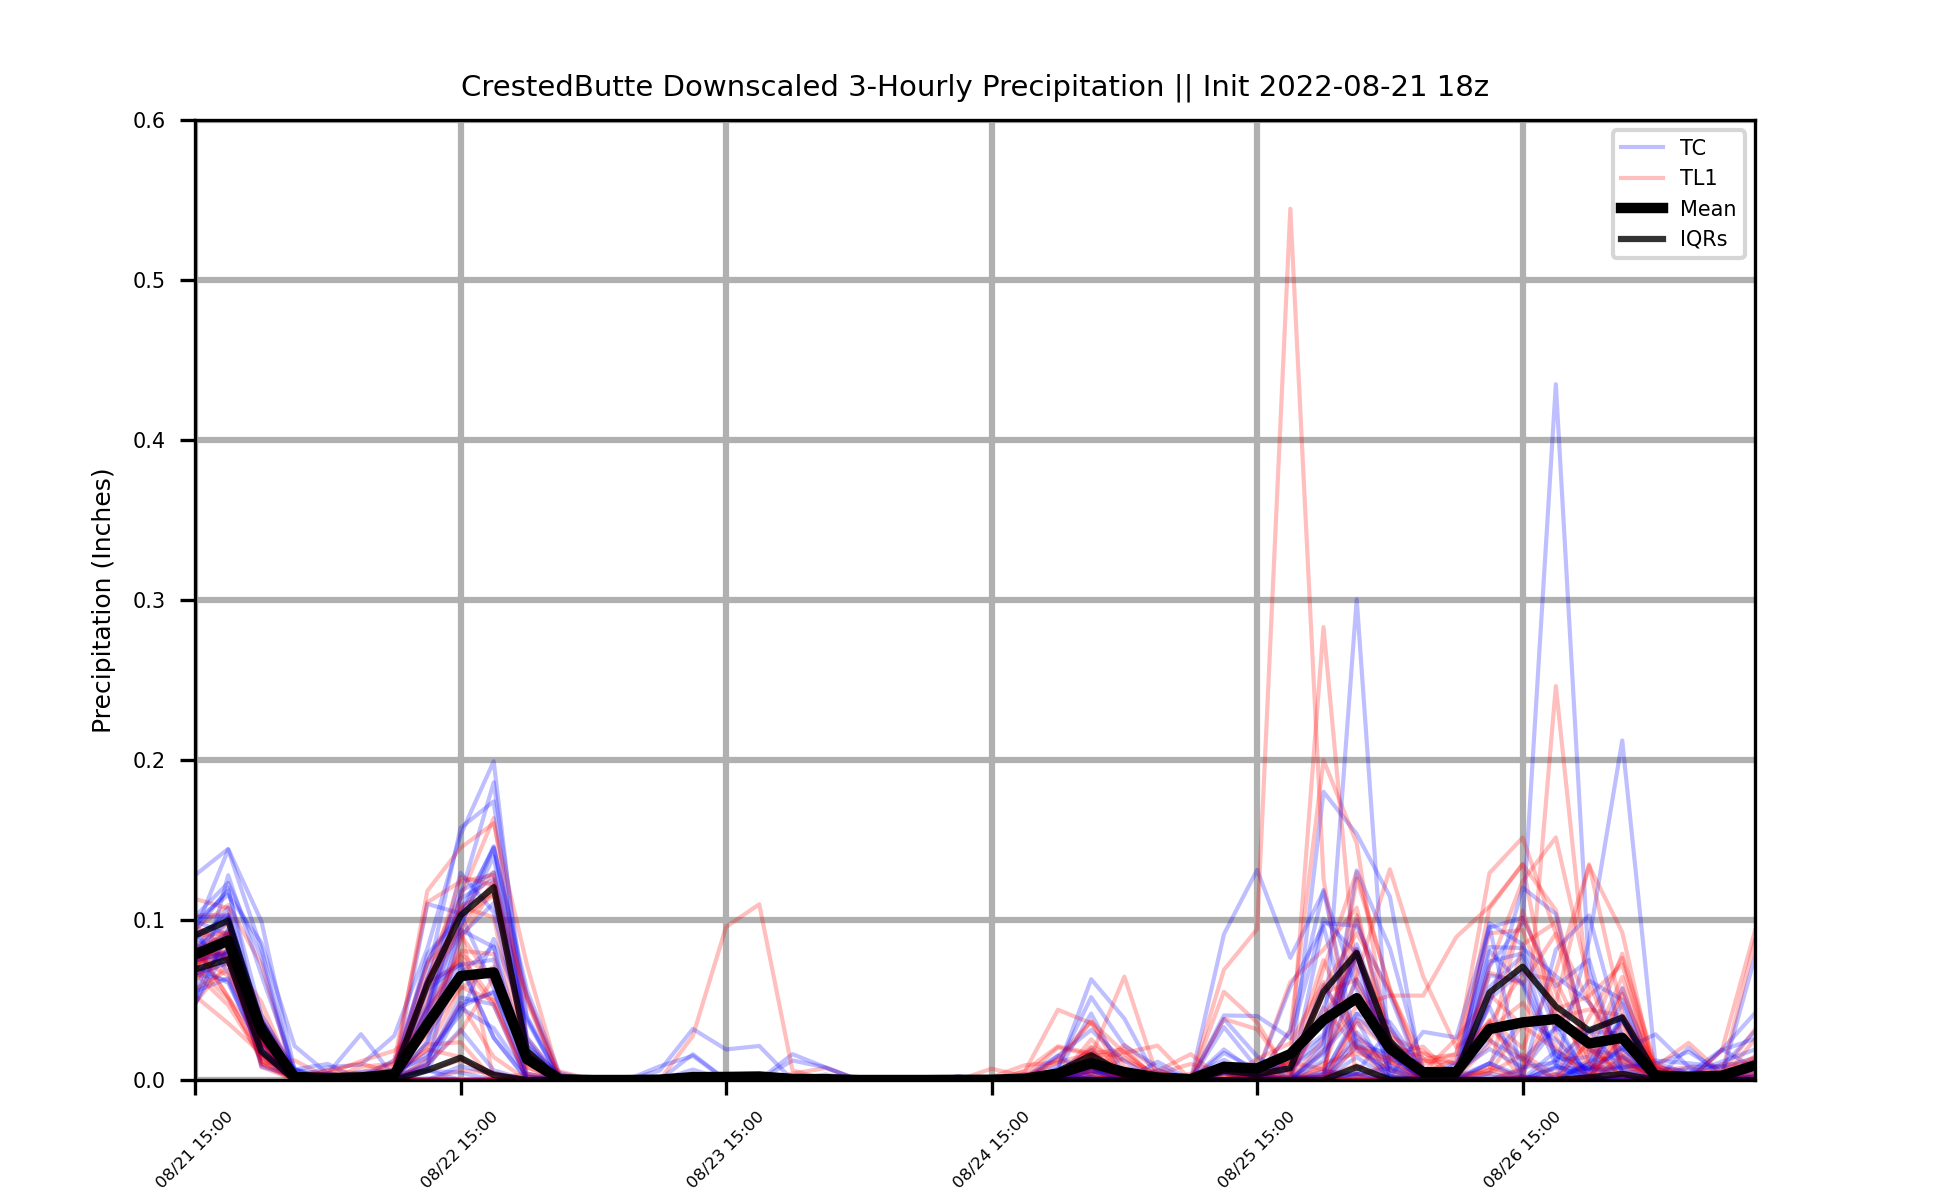 CrestedButte Downscaled 3-Hourly Precipitation || Init 2022-08-21 18z
TC
TL1
Mean
IQRs
Precipitation (Inches)
0.6
0.5
0.4
0.3
0.2
0.1
0.0
08/21 15:00
08/22 15:00
08/23 15:00
08/24 15:00
08/25 15:00
08/26 15:00